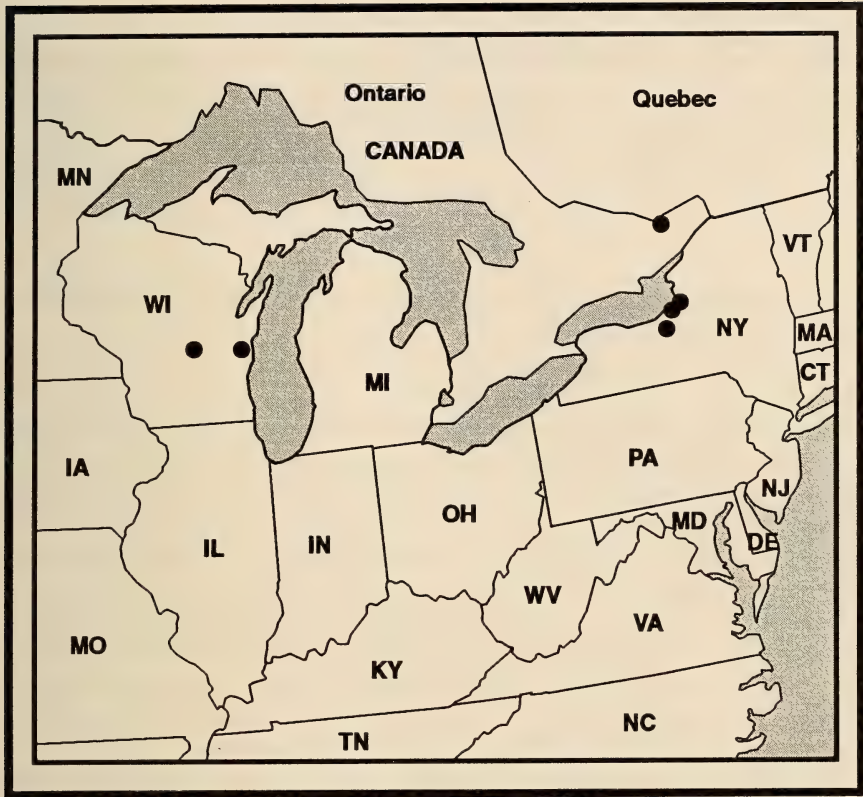 Ontario
Quebec
CANADA
MN
VT
WI
NY
MA
CT
MI
IA
PA
NJ
OH
MD
IL
IN
DE
WV
VA
MO
KY
NC
TN